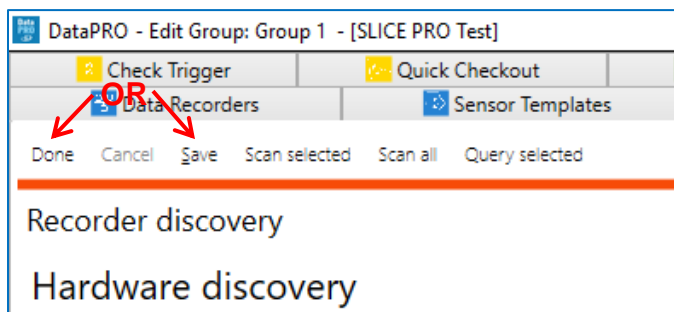 DataPRO - Edit Group: Group 1 - [SLICE PRO Test]
Check Trigger Quick Checkout
OR
Data Recorders Sensor Templates
Done Cancel Save Scan selected Scan all Query selected
Recorder discovery
Hardware discovery